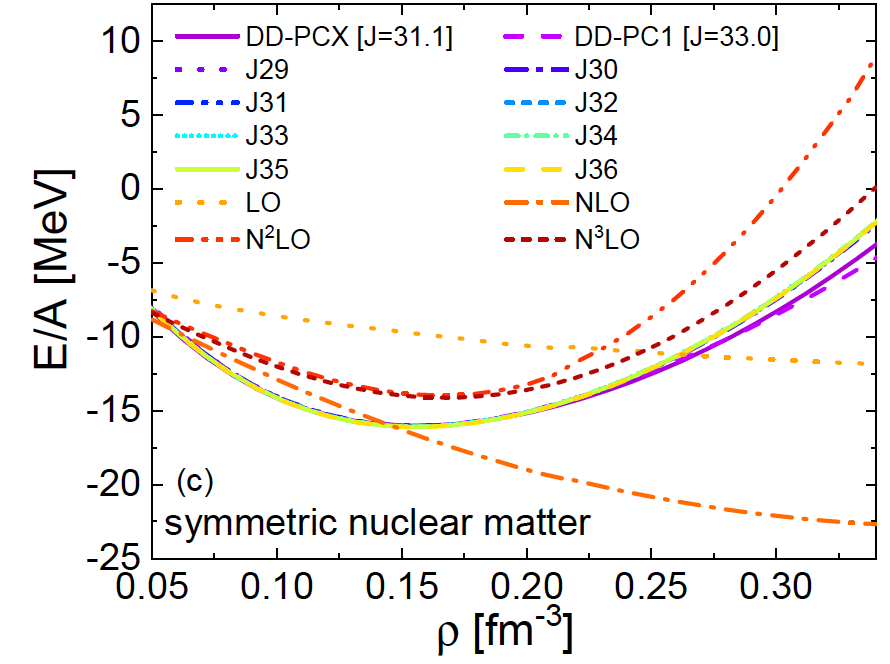 10
5
0
-5
-10
-15
-20
-25
E/A [MeV]
DD-PCX [J=31.1] DD-PC1 [J=33.0]
J29 J30
J31 J32
J33 J34
J35 J36
LO NLO
N²LO N³LO
(c)
symmetric nuclear matter
0.05 0.10 0.15 0.20 0.25 0.30
ρ [fm⁻³]